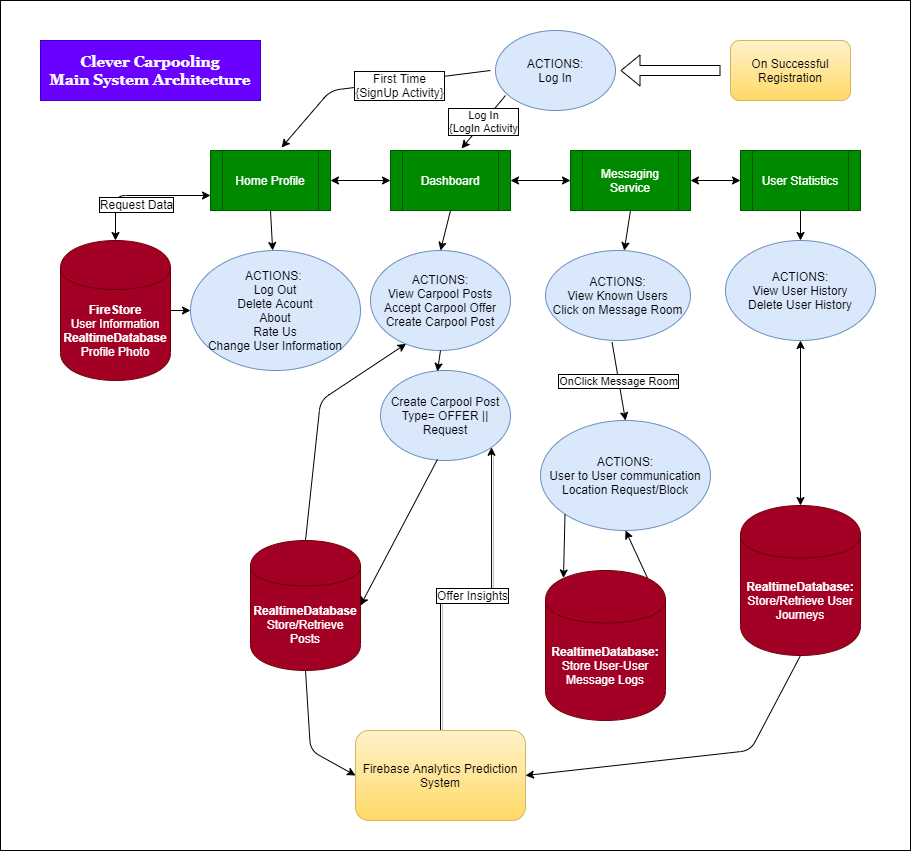 Clever Carpooling
Main System Architecture
ACTIONS:
Log In
On Successful
Registration
First Time
{SignUp Activity}
Log In
{LogIn Activity
Home Profile
Dashboard
Messaging
Service
User Statistics
Request Data
FireStore
User Information
RealtimeDatabase
Profile Photo
ACTIONS:
Log Out
Delete Acount
About
Rate Us
Change User Information
ACTIONS:
View Carpool Posts
Accept Carpool Offer
Create Carpool Post
ACTIONS:
View Known Users
Click on Message Room
ACTIONS:
View User History
Delete User History
OnClick Message Room
Create Carpool Post
Type= OFFER ||
Request
ACTIONS:
User to User communication
Location Request/Block
RealtimeDatabase
Store/Retrieve
Posts
Offer Insights
RealtimeDatabase:
Store User-User
Message Logs
RealtimeDatabase:
Store/Retrieve User
Journeys
Firebase Analytics Prediction
System